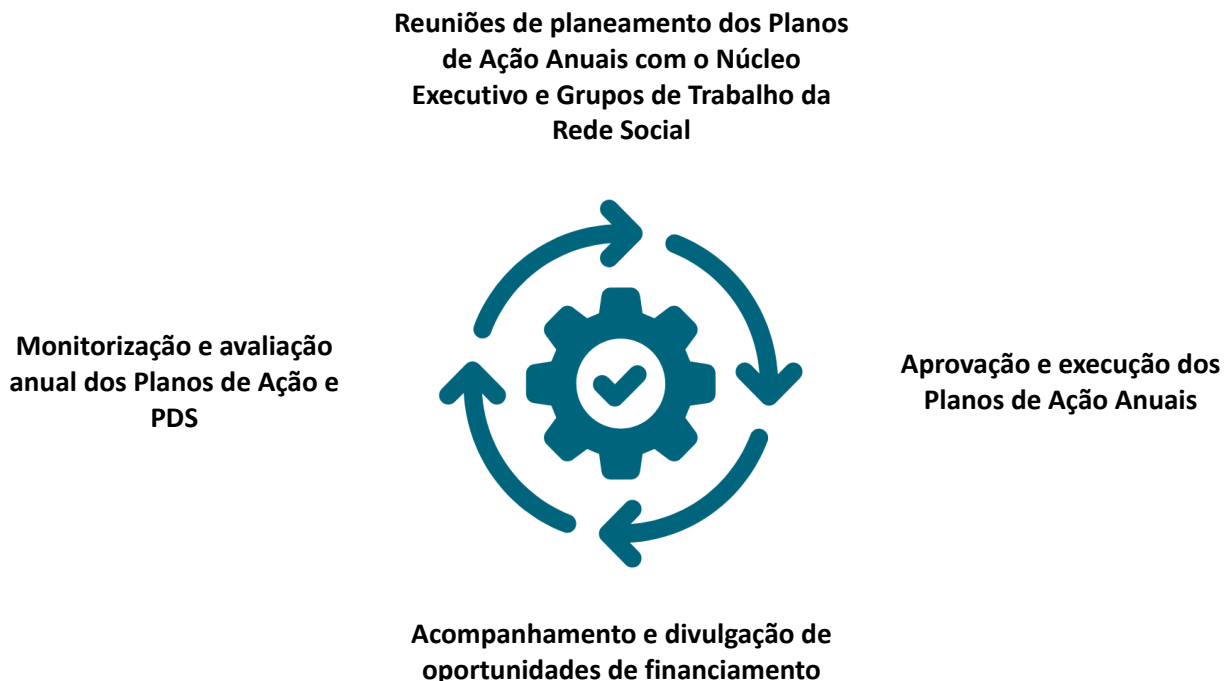 Reuniões de planeamento dos Planos
de Ação Anuais com o Núcleo
Executivo e Grupos de Trabalho da
Rede Social
Monitorização e avaliação
anual dos Planos de Ação e
PDS
Aprovação e execução dos
Planos de Ação Anuais
Acompanhamento e divulgação de
oportunidades de financiamento